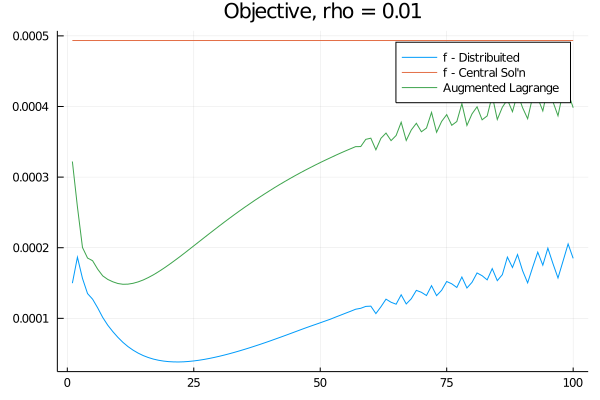 Objective, rho = 0.01
0.0005
0.0004
0.0003
0.0002
0.0001
f - Distribuited
f - Central Sol'n
Augmented Lagrange
0
25
50
75
100